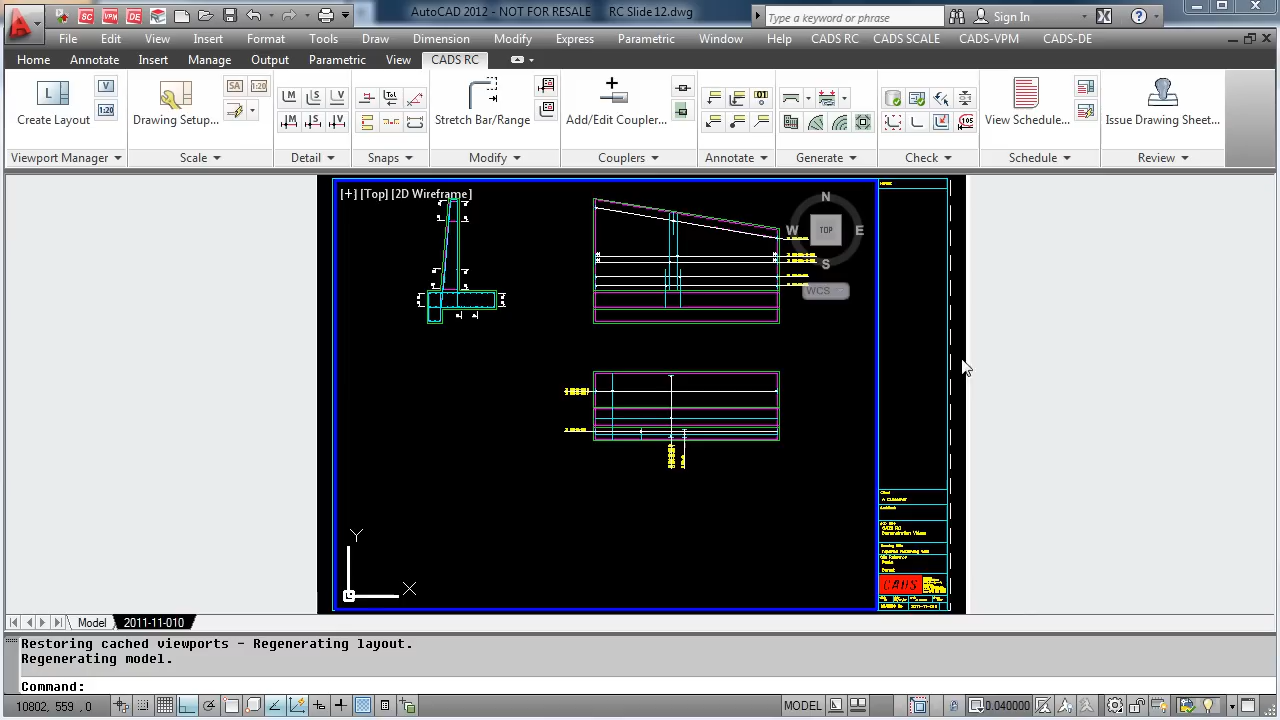 AutoCAD 2012 - NOT FOR RESALE RC Slide 12.dwg
Type a keyword or phrase
Sign In
File Edit View Insert Format Tools Draw Dimension Modify Express Parametric Window Help CADS RC CADS SCALE CADS-VPM CADS-DE
Home Annotate Insert Manage Output Parametric View CADS RC
Create Layout
Drawing Setup...
Stretch Bar/Range
Add/Edit Coupler...
View Schedule...
Issue Drawing Sheet...
Viewport Manager Scale Detail Snaps Modify Couplers Annotate Generate Check Schedule Review
[+] [Top] [2D Wireframe]
N
W TOP E
S
WCS
CADS
Y
X
Model 2011-11-010
Restoring cached viewports - Regenerating layout.
Regenerating model.
Command:
10802, 559 , 0
MODEL
0.040000